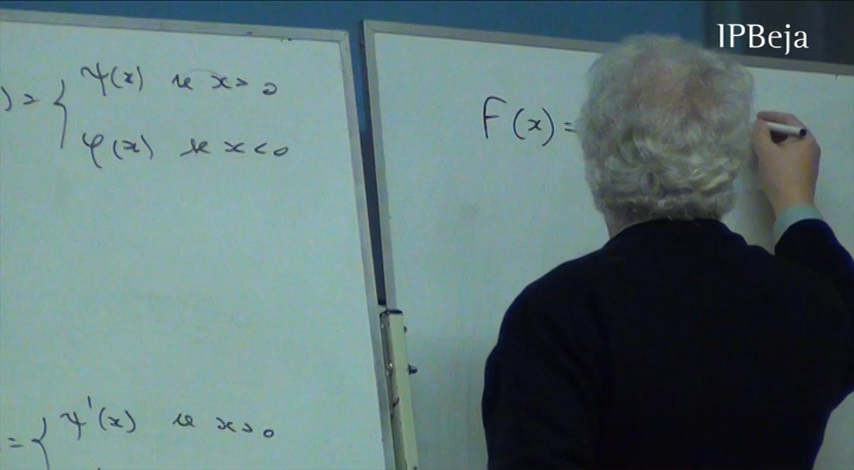 ) = { ψ(x) se x > 0
φ(x) se x < 0
= { ψ'(x) se x > 0
F(x) =
IPBeja